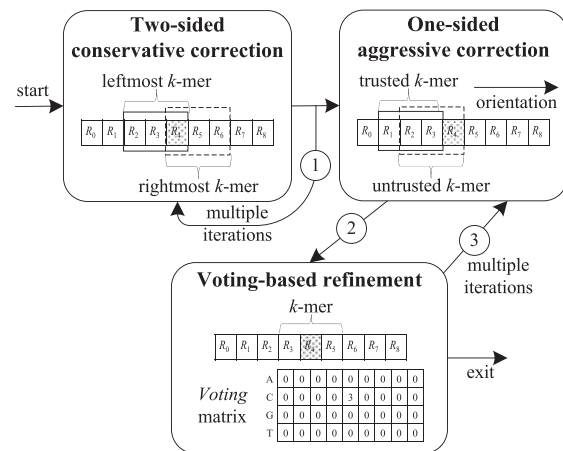 Two-sided
conservative correction
leftmost k-mer
R0 R1 R2 R3 R4 R5 R6 R7 R8
rightmost k-mer
start
1
multiple
iterations
One-sided
aggressive correction
trusted k-mer
orientation
R0 R1 R2 R3 R4 R5 R6 R7 R8
untrusted k-mer
2
3
multiple
iterations
Voting-based refinement
k-mer
R0 R1 R2 R3 R4 R5 R6 R7 R8
Voting
matrix
A 0 0 0 0 0 0 0 0 0
C 0 0 0 0 3 0 0 0 0
G 0 0 0 0 0 0 0 0 0
T 0 0 0 0 0 0 0 0 0
exit